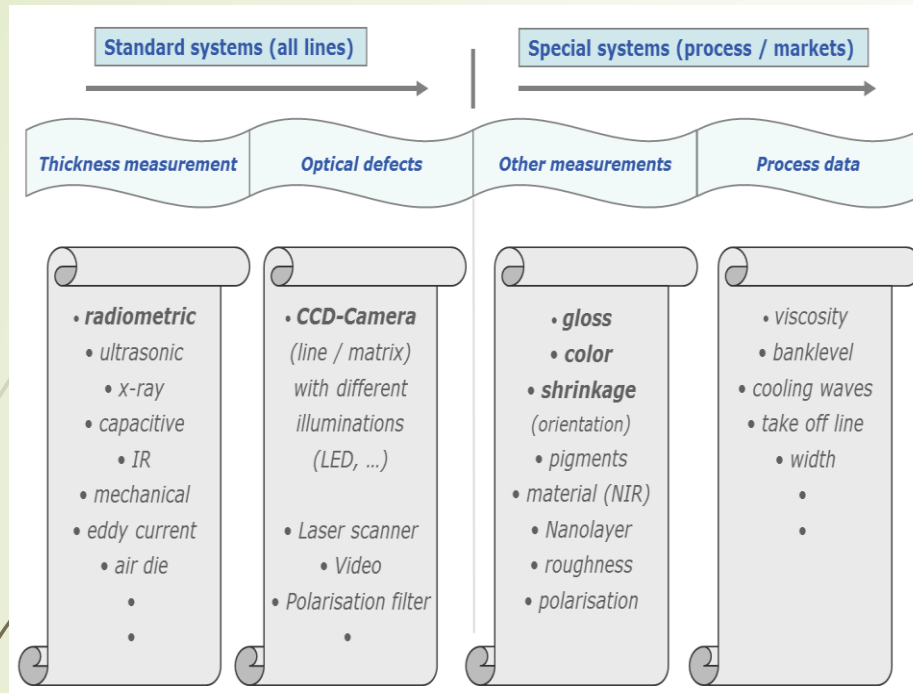 Standard systems (all lines)
Special systems (process / markets)
Thickness measurement
Optical defects
Other measurements
Process data
• radiometric
• ultrasonic
• x-ray
• capacitive
• IR
• mechanical
• eddy current
• air die
•
•
• CCD-Camera
(line / matrix)
with different
illuminations
(LED, ...)
• Laser scanner
• Video
• Polarisation filter
•
• gloss
• color
• shrinkage
(orientation)
• pigments
• material (NIR)
• Nanolayer
• roughness
• polarisation
• viscosity
• banklevel
• cooling waves
• take off line
• width
•
•